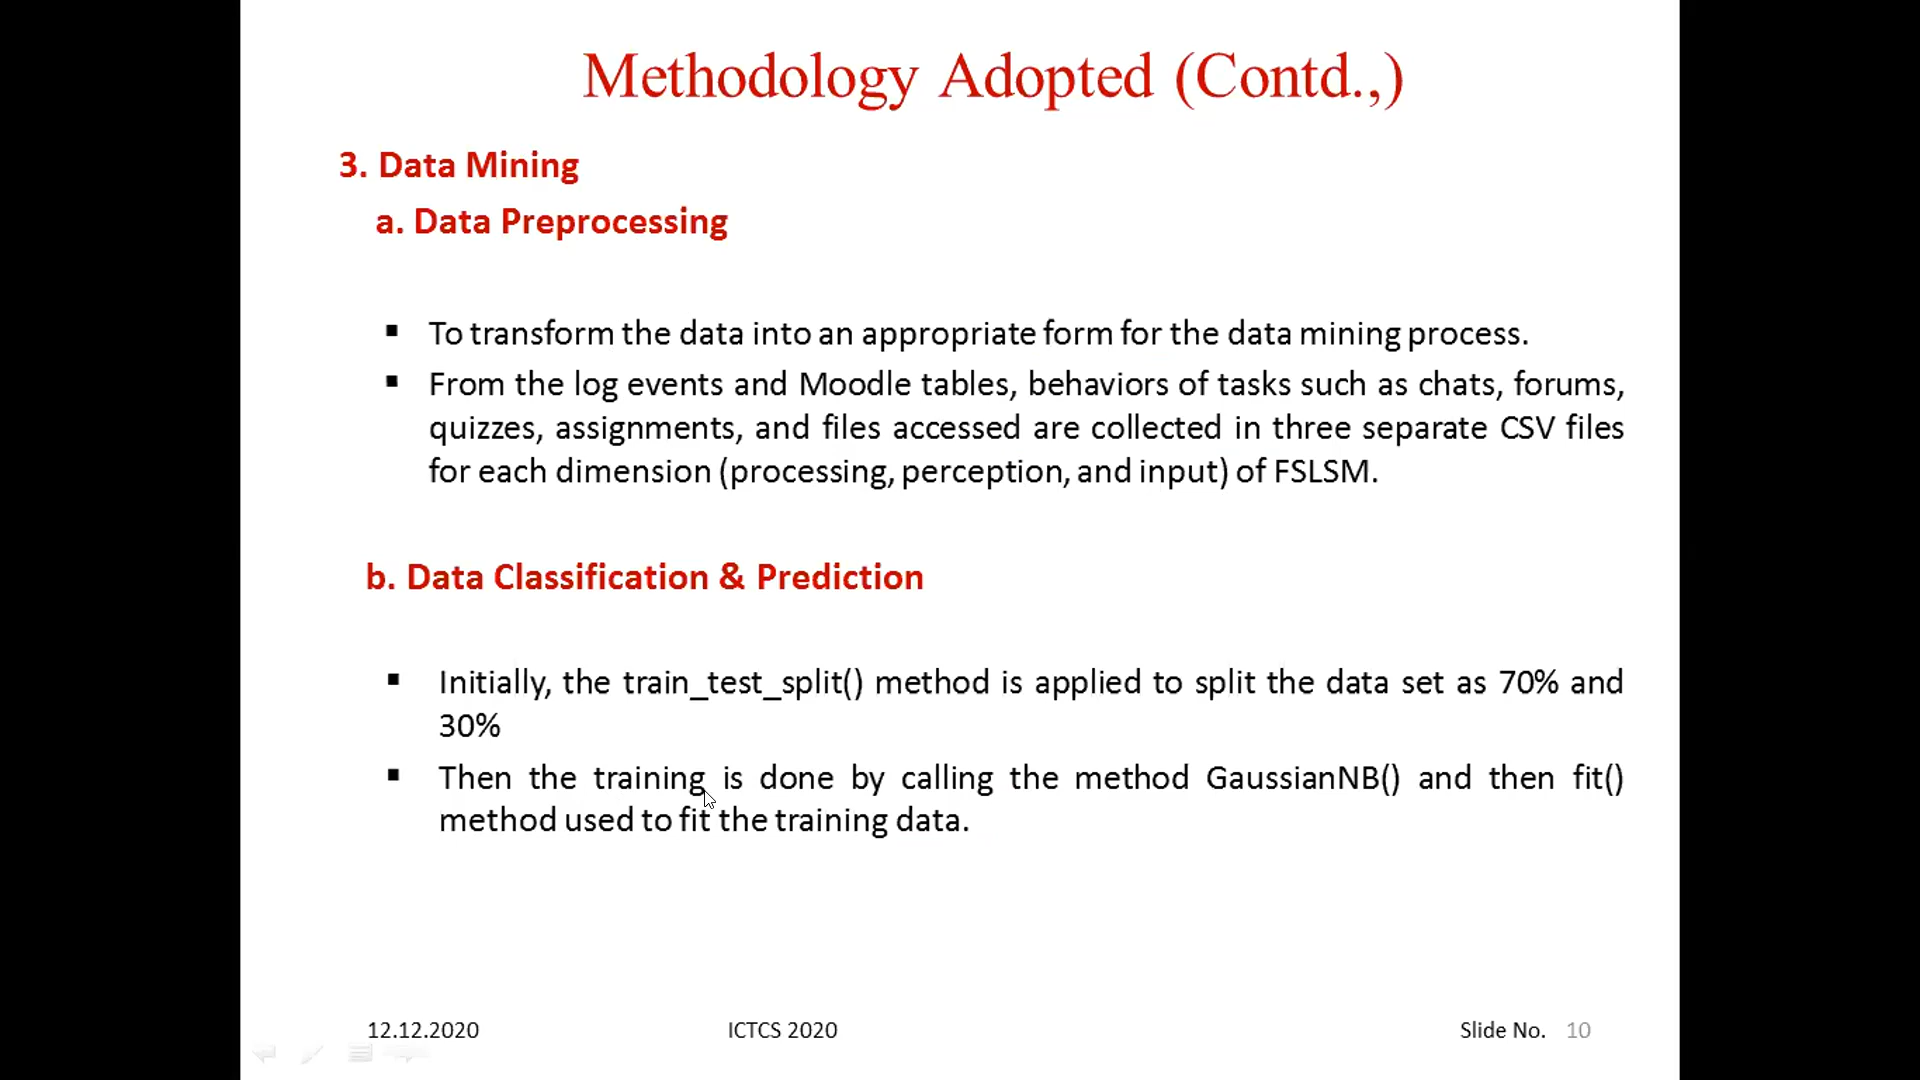 Methodology Adopted (Contd.,)
3. Data Mining
a. Data Preprocessing
▪ To transform the data into an appropriate form for the data mining process.
▪ From the log events and Moodle tables, behaviors of tasks such as chats, forums,
quizzes, assignments, and files accessed are collected in three separate CSV files
for each dimension (processing, perception, and input) of FSLSM.
b. Data Classification & Prediction
▪ Initially, the train_test_split() method is applied to split the data set as 70% and
30%
▪ Then the training is done by calling the method GaussianNB() and then fit()
method used to fit the training data.
12.12.2020 ICTCS 2020 Slide No. 10